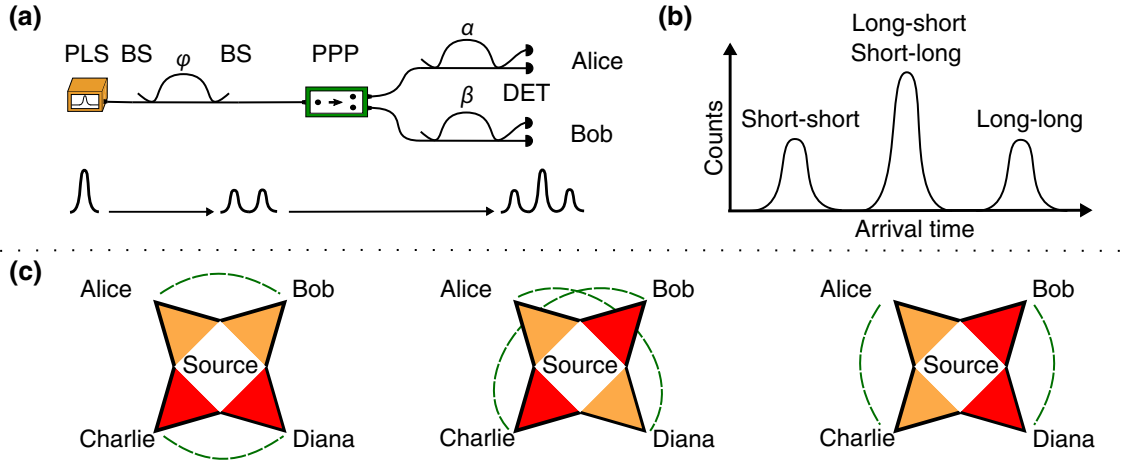 (a)
PLS BS φ BS PPP α Alice
β DET
Bob
(b)
Long-short
Short-long
Short-short Long-long
Counts
Arrival time
(c)
Alice Bob Alice Bob Alice Bob
Source Source Source
Charlie Diana Charlie Diana Charlie Diana